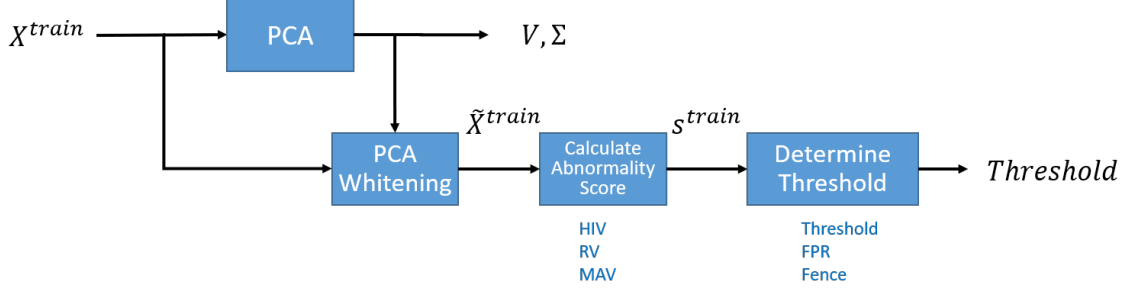 X^train
PCA
V, Σ
PCA
Whitening
X̃^train
Calculate
Abnormality
Score
s^train
Determine
Threshold
Threshold
HIV
RV
MAV
Threshold
FPR
Fence